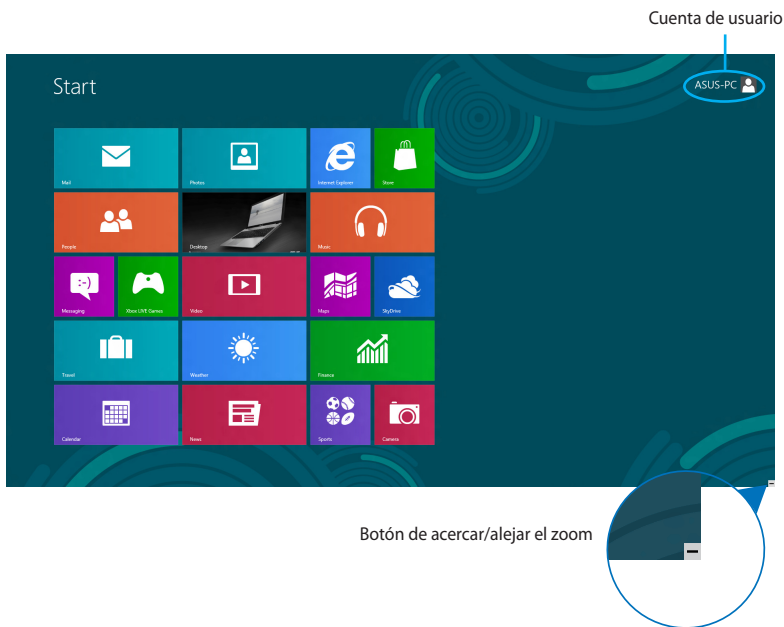 Cuenta de usuario
Start
ASUS-PC
Mail
Photos
Internet Explorer
Store
People
Desktop
Music
Messaging
Xbox LIVE Games
Video
Maps
SkyDrive
Travel
Weather
Finance
Calendar
News
Sports
Camera
Botón de acercar/alejar el zoom